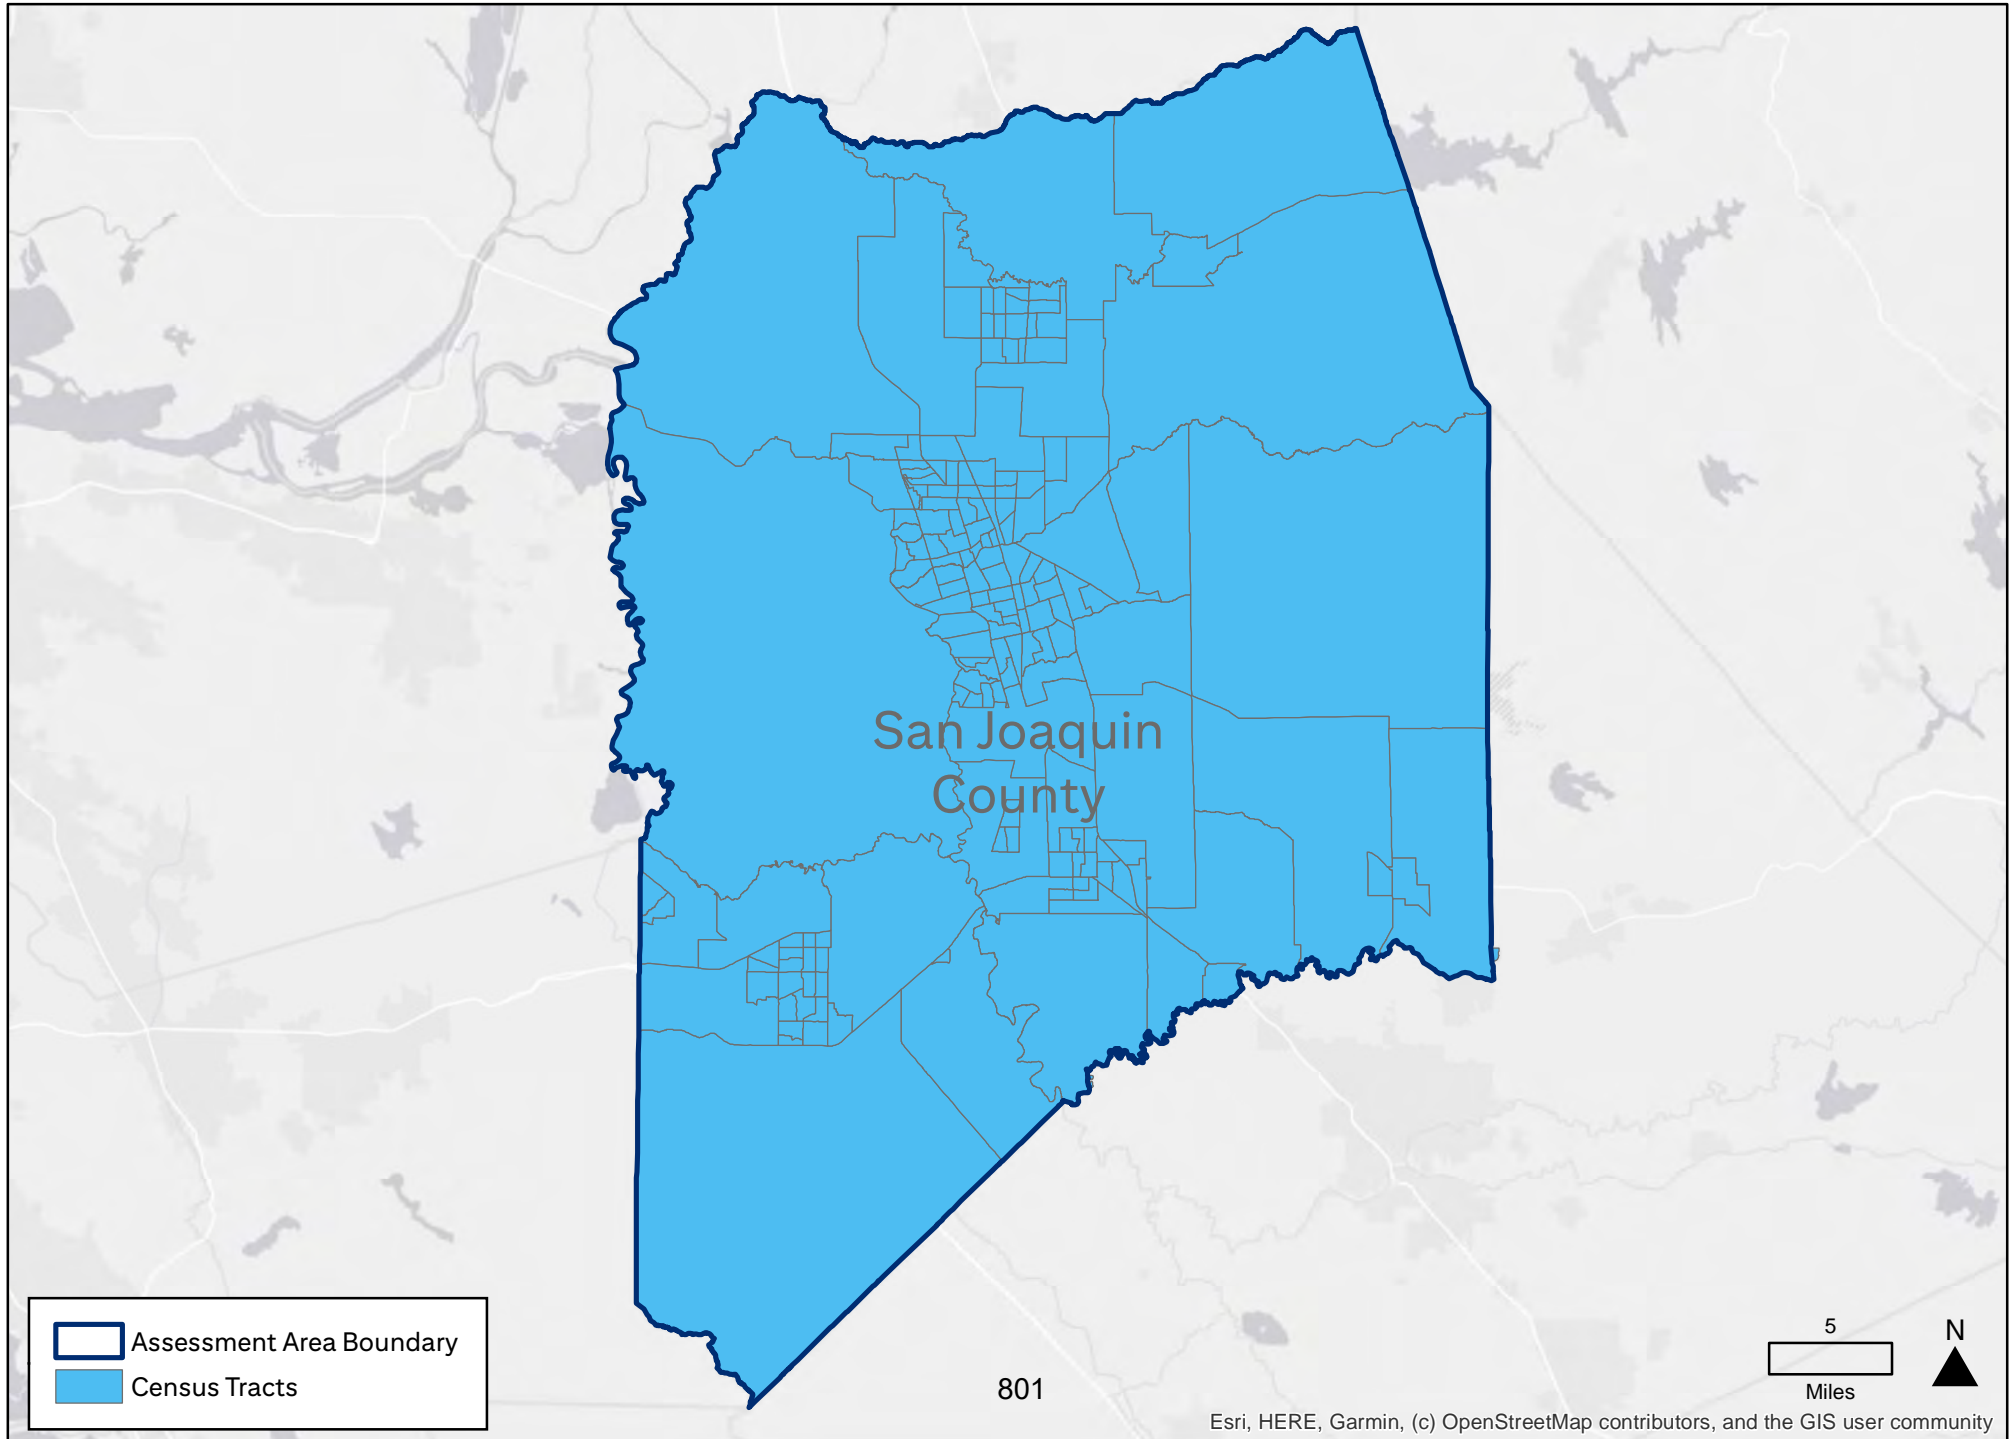 San Joaquin
County
Assessment Area Boundary
Census Tracts
801
5
Miles
N
Esri, HERE, Garmin, (c) OpenStreetMap contributors, and the GIS user community